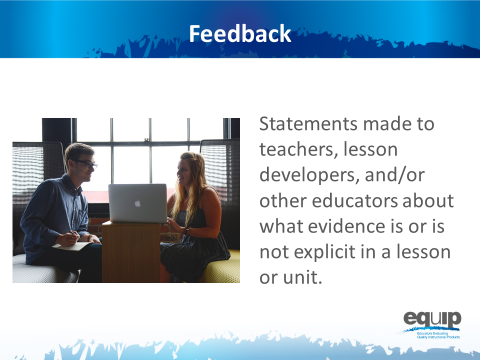 Feedback
Statements made to
teachers, lesson
developers, and/or
other educators about
what evidence is or is
not explicit in a lesson
or unit.
equip
Educators Evaluating
Quality Instructional Products